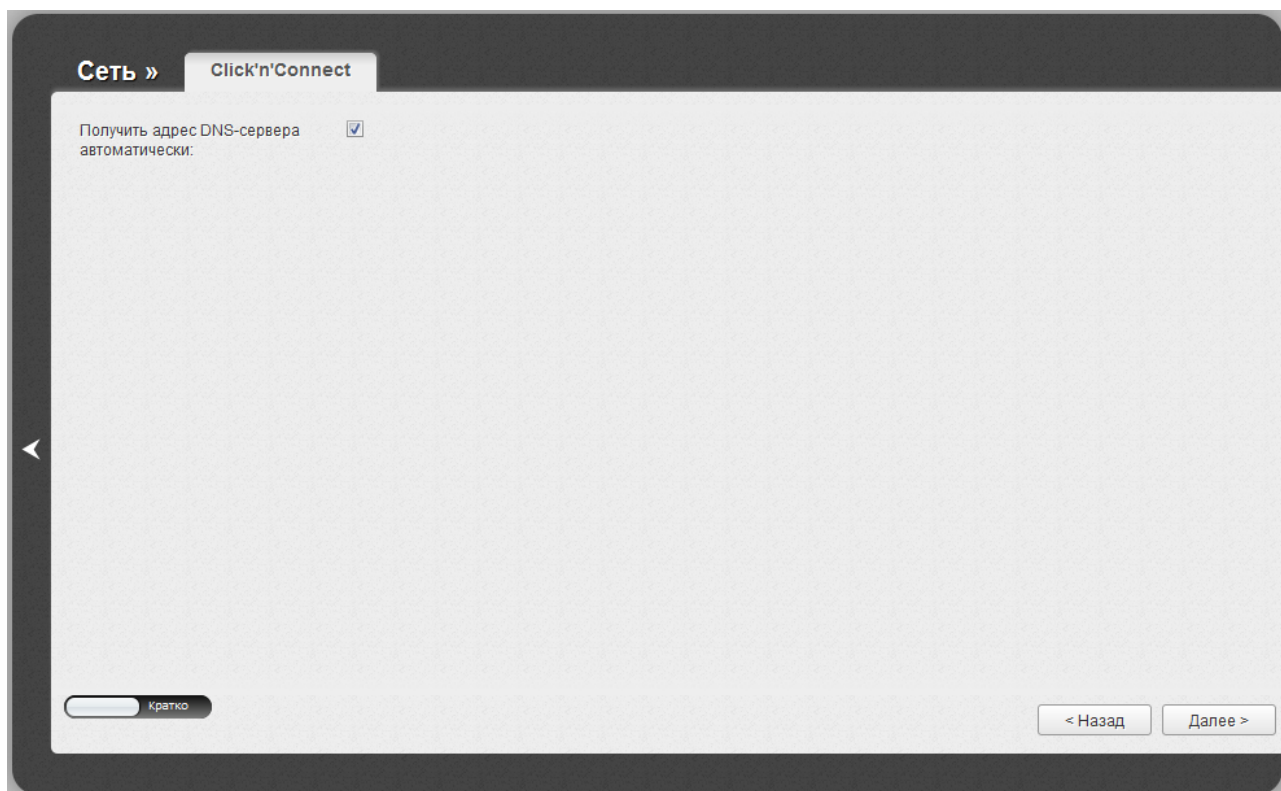 Сеть »
Click'n'Connect
Получить адрес DNS-сервера
автоматически:
Кратко
< Назад
Далее >